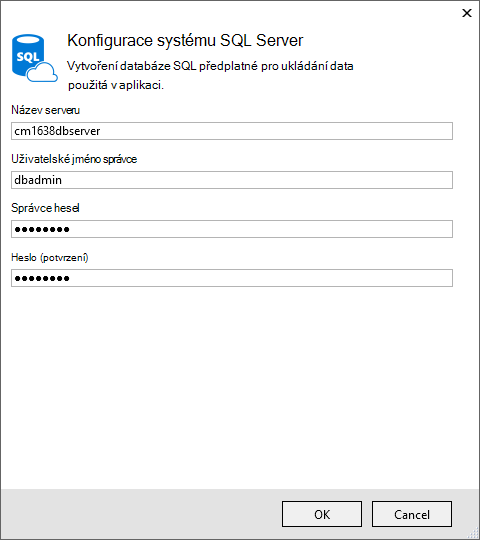 SQL
Konfigurace systému SQL Server
Vytvoření databáze SQL předplatné pro ukládání data
použitá v aplikaci.
Název serveru
cm1638dbserver
Uživatelské jméno správce
dbadmin
Správce hesel
●●●●●●●●
Heslo (potvrzení)
●●●●●●●●
OK
Cancel